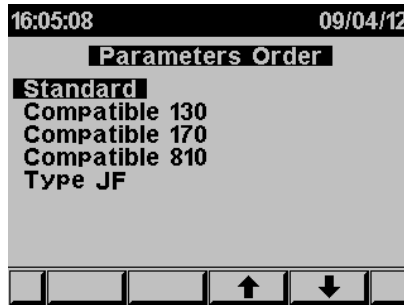 16:05:08 09/04/12
Parameters Order
Standard
Compatible 130
Compatible 170
Compatible 810
Type JF